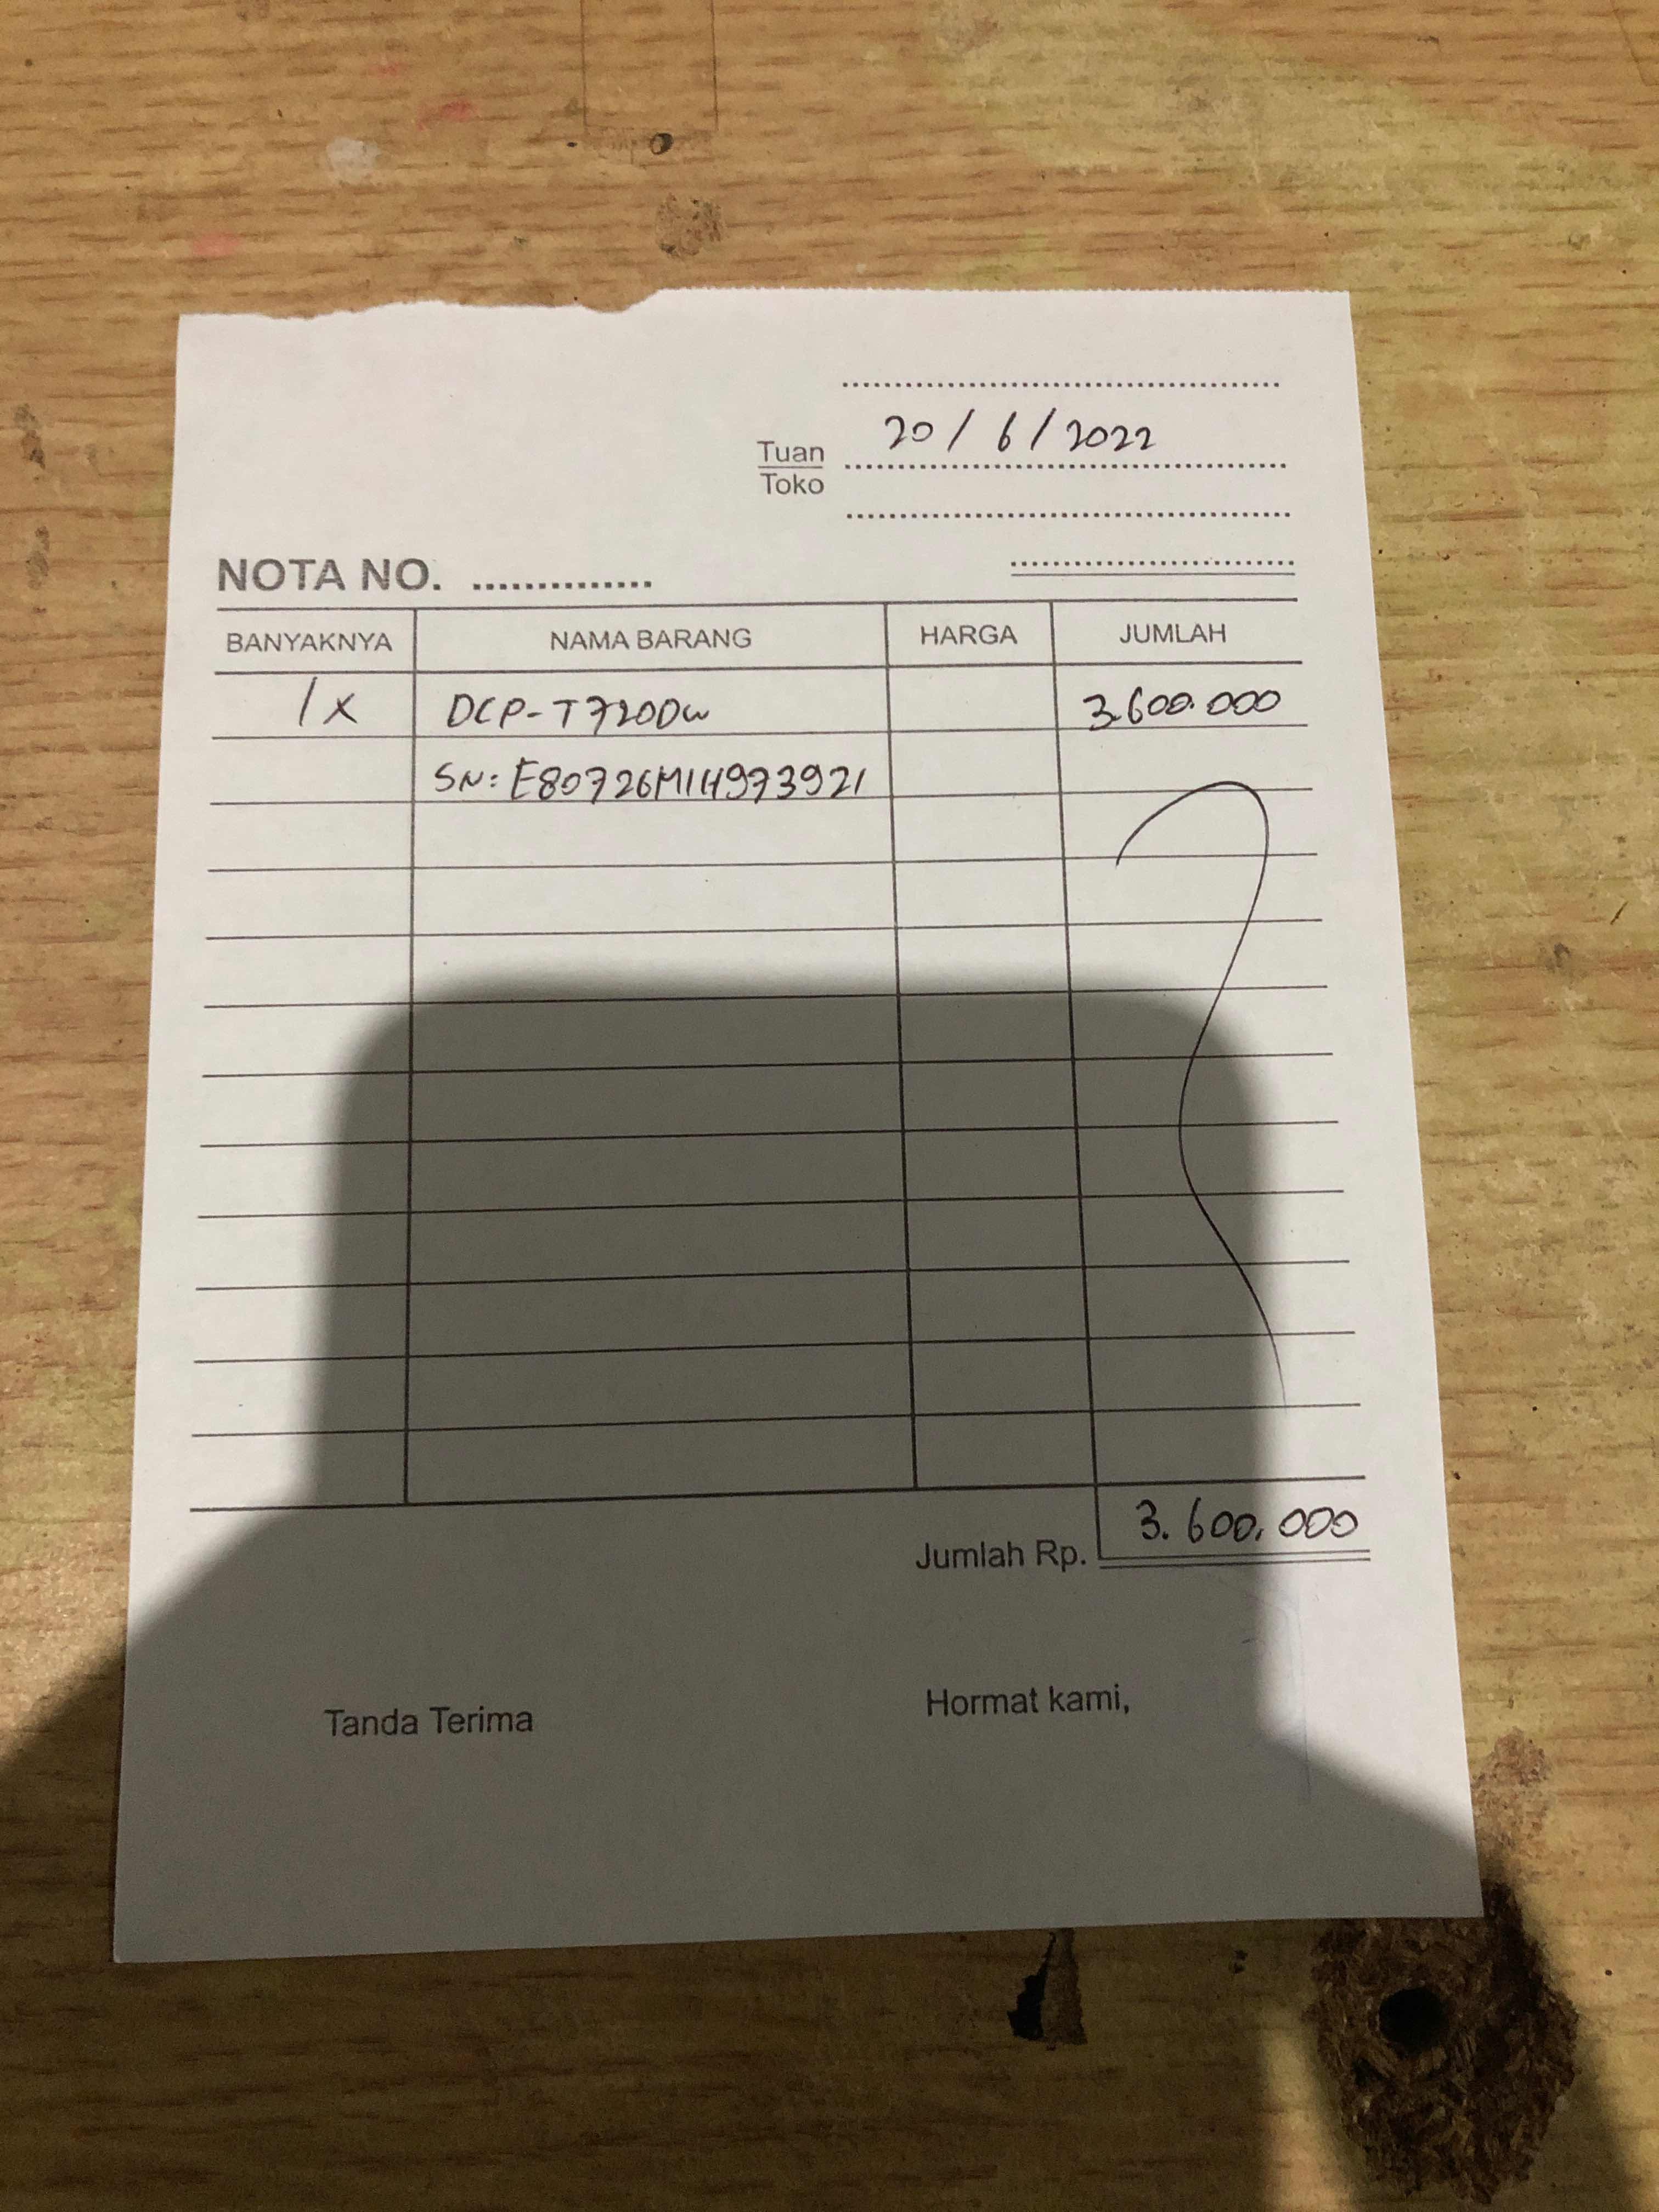 20/6/2022
Tuan
Toko
NOTA NO. ..............
BANYAKNYA NAMA BARANG HARGA JUMLAH
1x DCP-T7200w 3.600.000
SN: E80726M1H973921
Jumlah Rp. 3.600.000
Tanda Terima Hormat kami,